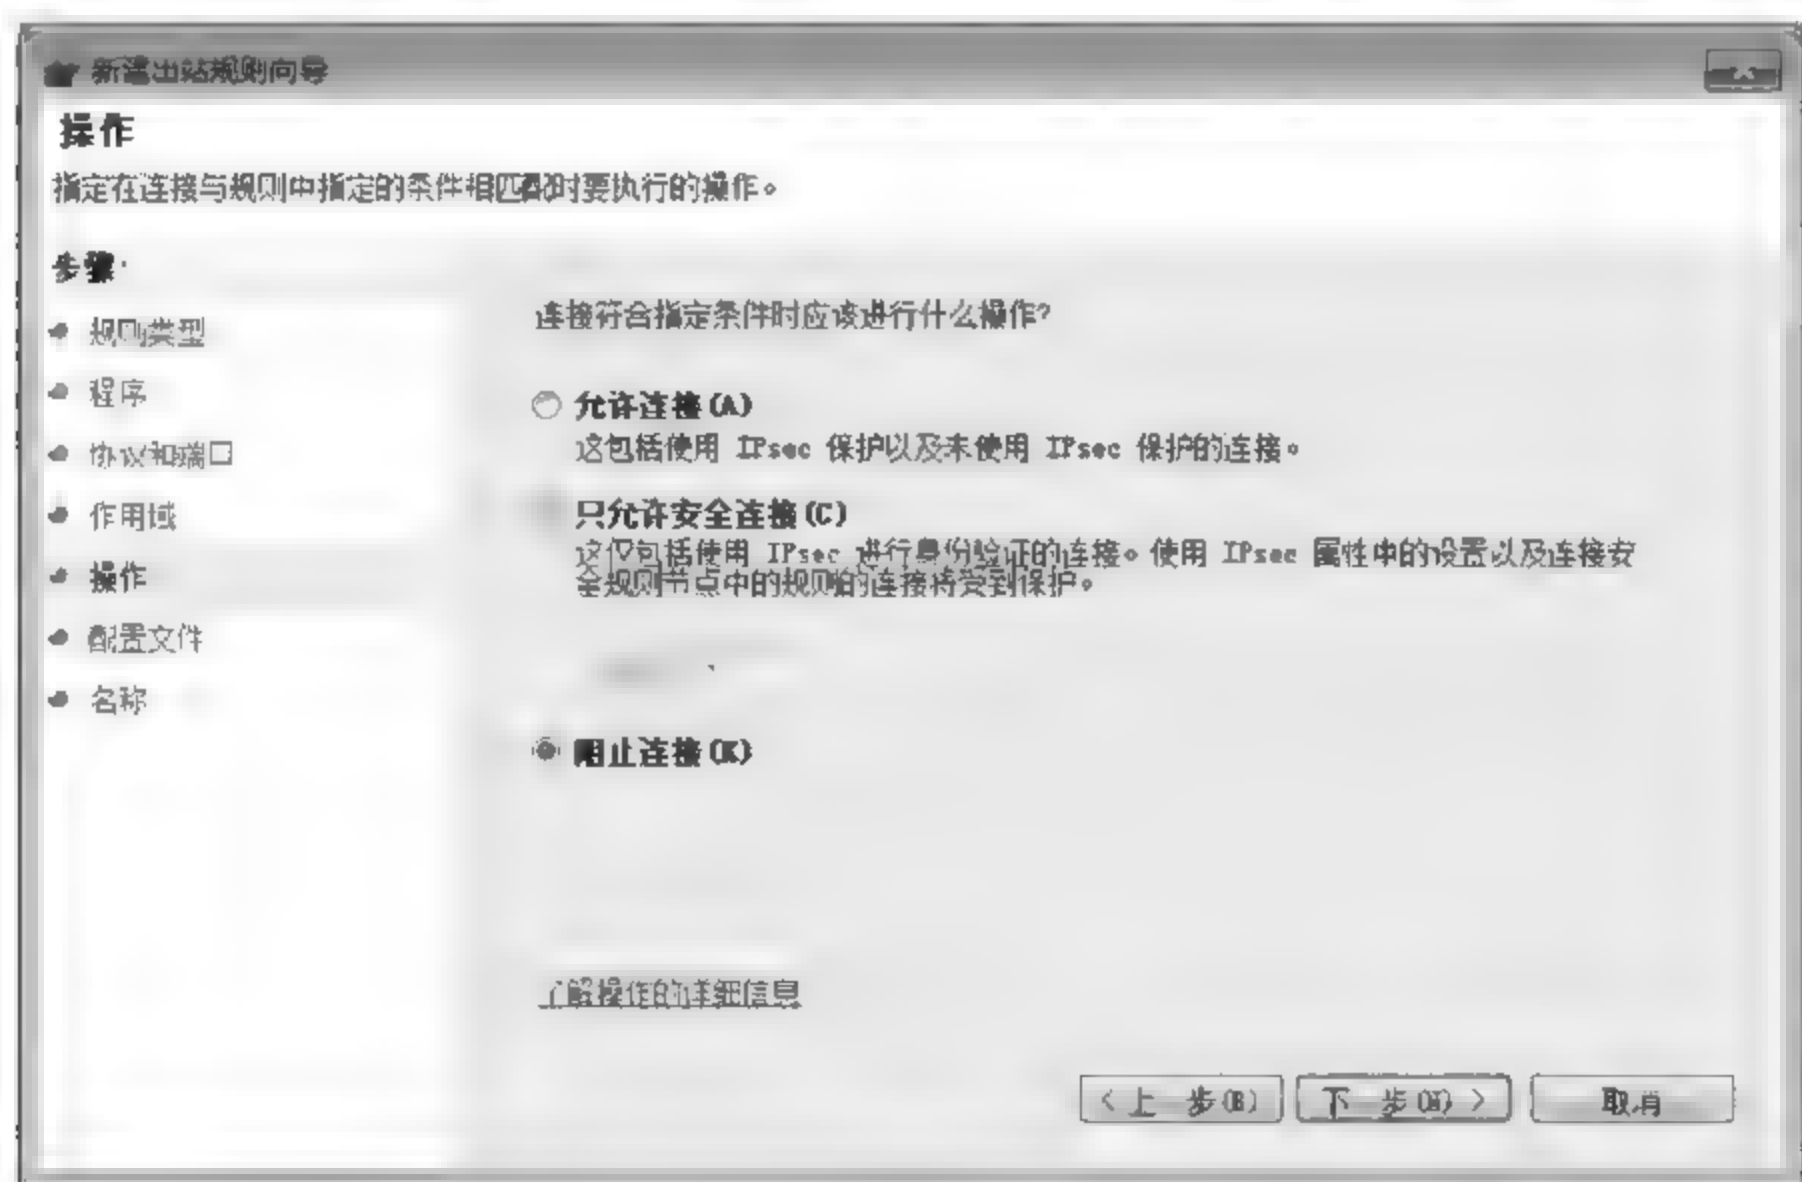 新建出站规则向导
操作
指定在连接与规则中指定的条件相匹配时要执行的操作。
步骤:
规则类型
程序
协议和端口
作用域
操作
配置文件
名称
连接符合指定条件时应该进行什么操作?
允许连接(A)
这包括使用 IPsec 保护以及未使用 IPsec 保护的连接。
只允许安全连接(C)
这仅包括使用 IPsec 进行身份验证的连接。使用 IPsec 属性中的设置以及连接安
全规则节点中的规则的连接将受到保护。
阻止连接(K)
了解操作的详细信息
<上一步(B) 下一步(N)> 取消